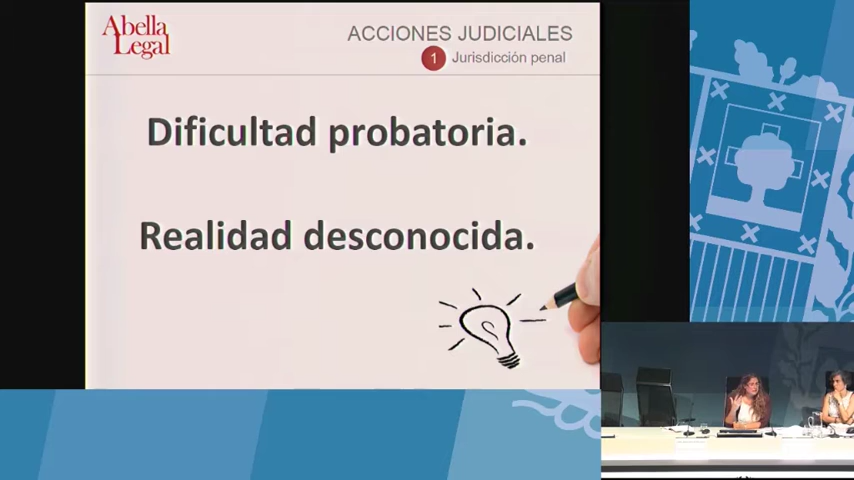 Abella
Legal
ACCIONES JUDICIALES
1 Jurisdicción penal
Dificultad probatoria.
Realidad desconocida.